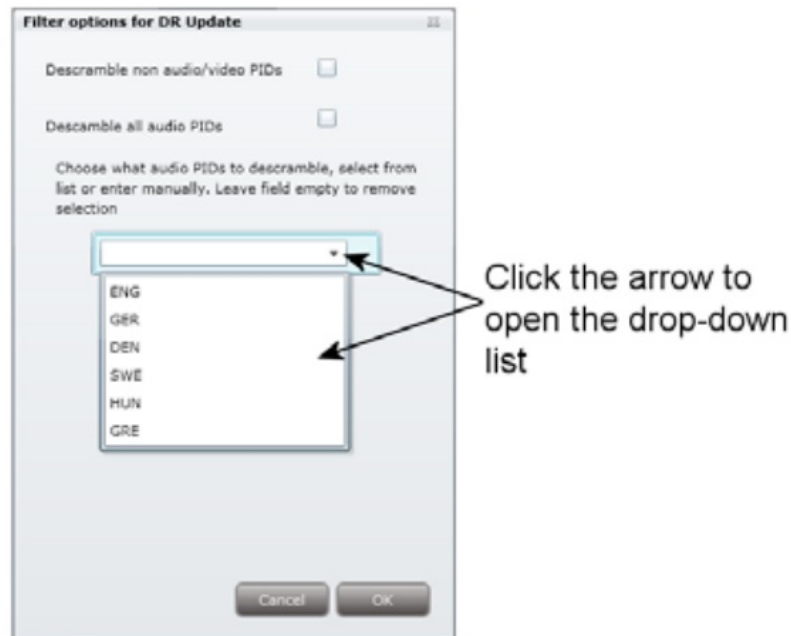 Filter options for DR Update
Descramble non audio/video PIDs
Descamble all audio PIDs
Choose what audio PIDs to descramble, select from
list or enter manually. Leave field empty to remove
selection
ENG
GER
DEN
SWE
HUN
GRE
Click the arrow to
open the drop-down
list
Cancel
OK